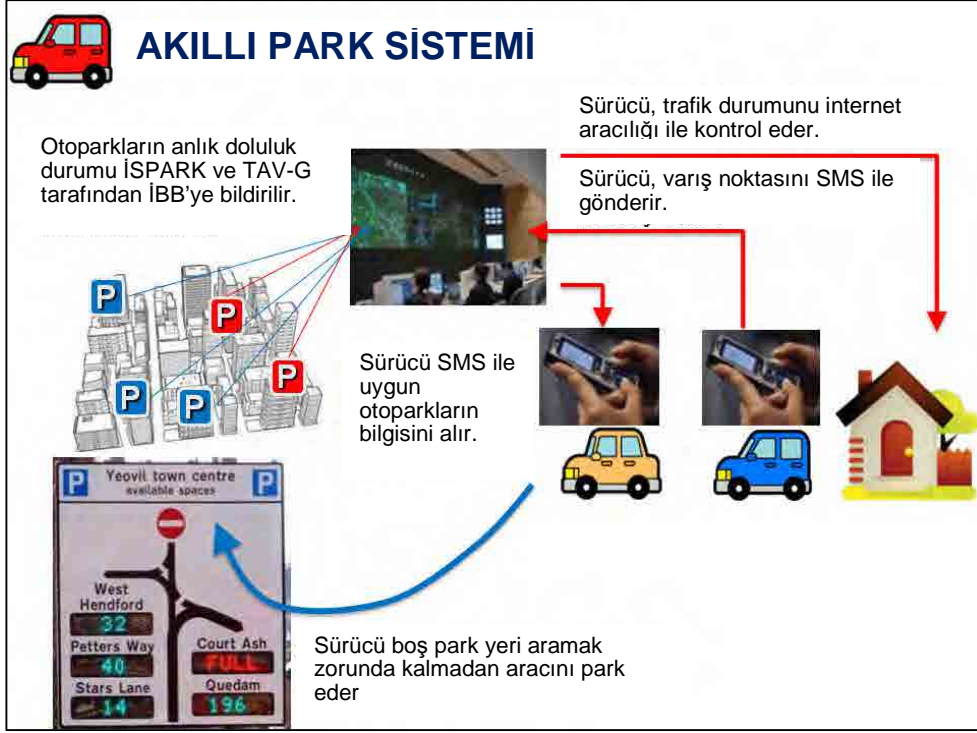 AKILLI PARK SİSTEMİ
Otoparkların anlık doluluk
durumu İSPARK ve TAV-G
tarafından İBB'ye bildirilir.
Sürücü, trafik durumunu internet
aracılığı ile kontrol eder.
Sürücü, varış noktasını SMS ile
gönderir.
P
P
P
P
P
Sürücü SMS ile
uygun
otoparkların
bilgisini alır.
P Yeovil town centre P
available spaces
West
Hendford
32
Petters Way
40
Stars Lane
14
Court Ash
FULL
Quedam
196
Sürücü boş park yeri aramak
zorunda kalmadan aracını park
eder